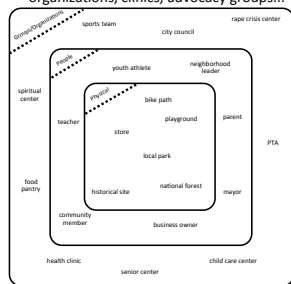 organizations, clinics, advocacy groups...
Groups/Organizations
sports team
rape crisis center
city council
People
youth athlete
neighborhood
leader
spiritual
center
Physical
bike path
teacher
playground
parent
store
PTA
local park
food
pantry
historical site
national forest
mayor
community
member
business owner
health clinic
child care center
senior center